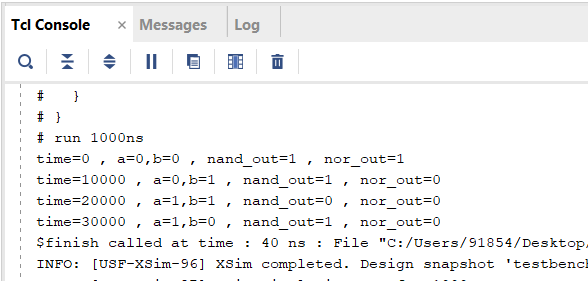 Tcl Console × Messages Log
#   }
# }
# run 1000ns
time=0 , a=0,b=0 , nand_out=1 , nor_out=1
time=10000 , a=0,b=1 , nand_out=1 , nor_out=0
time=20000 , a=1,b=1 , nand_out=0 , nor_out=0
time=30000 , a=1,b=0 , nand_out=1 , nor_out=0
$finish called at time : 40 ns : File "C:/Users/91854/Desktop/
INFO: [USF-XSim-96] XSim completed. Design snapshot 'testbench